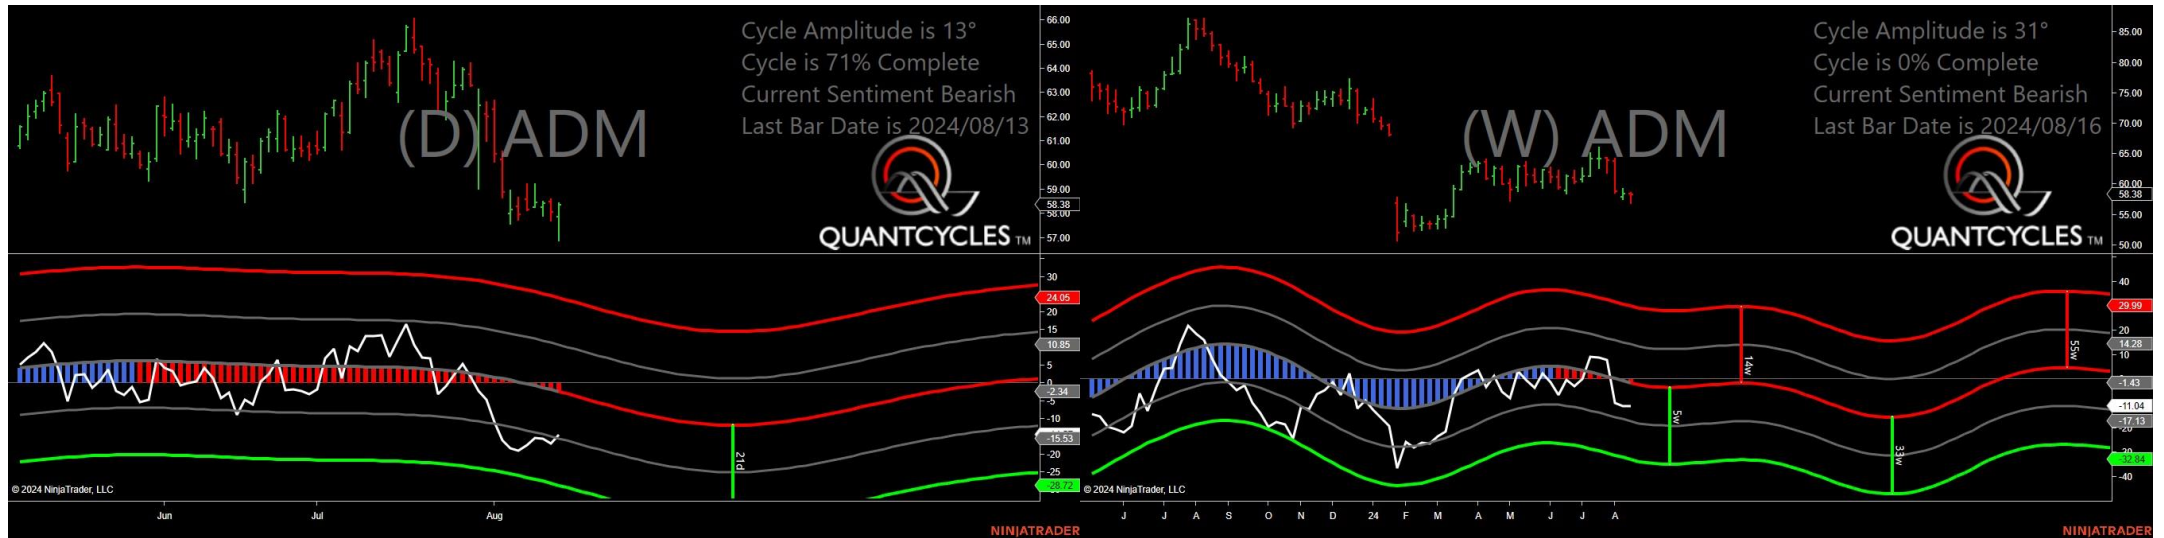 Cycle Amplitude is 13°
Cycle is 71% Complete
Current Sentiment Bearish
Last Bar Date is 2024/08/13
(D) ADM
QUANTCYCLES TM
66.00
65.00
64.00
63.00
62.00
61.00
60.00
59.00
58.38
58.00
57.00
30
24.05
20
15
10.85
5
0
-2.34
-5
-10
-15.53
-20
-25
-28.72
21d
© 2024 NinjaTrader, LLC
Jun Jul Aug
NINJATRADER
Cycle Amplitude is 31°
Cycle is 0% Complete
Current Sentiment Bearish
Last Bar Date is 2024/08/16
(W) ADM
QUANTCYCLES TM
85.00
80.00
75.00
70.00
65.00
60.00
58.38
55.00
50.00
40
29.99
20
14.28
10
-1.43
-11.04
-17.13
-32.84
-40
5w
14w
33w
55w
© 2024 NinjaTrader, LLC
J J A S O N D 24 F M A M J J A
NINJATRADER